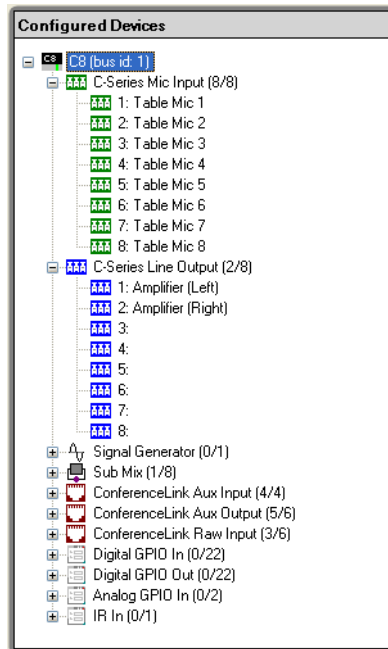 Configured Devices
C8 C8 (bus id: 1)
C-Series Mic Input (8/8)
1: Table Mic 1
2: Table Mic 2
3: Table Mic 3
4: Table Mic 4
5: Table Mic 5
6: Table Mic 6
7: Table Mic 7
8: Table Mic 8
C-Series Line Output (2/8)
1: Amplifier (Left)
2: Amplifier (Right)
3:
4:
5:
6:
7:
8:
Signal Generator (0/1)
Sub Mix (1/8)
ConferenceLink Aux Input (4/4)
ConferenceLink Aux Output (5/6)
ConferenceLink Raw Input (3/6)
Digital GPIO In (0/22)
Digital GPIO Out (0/22)
Analog GPIO In (0/2)
IR In (0/1)